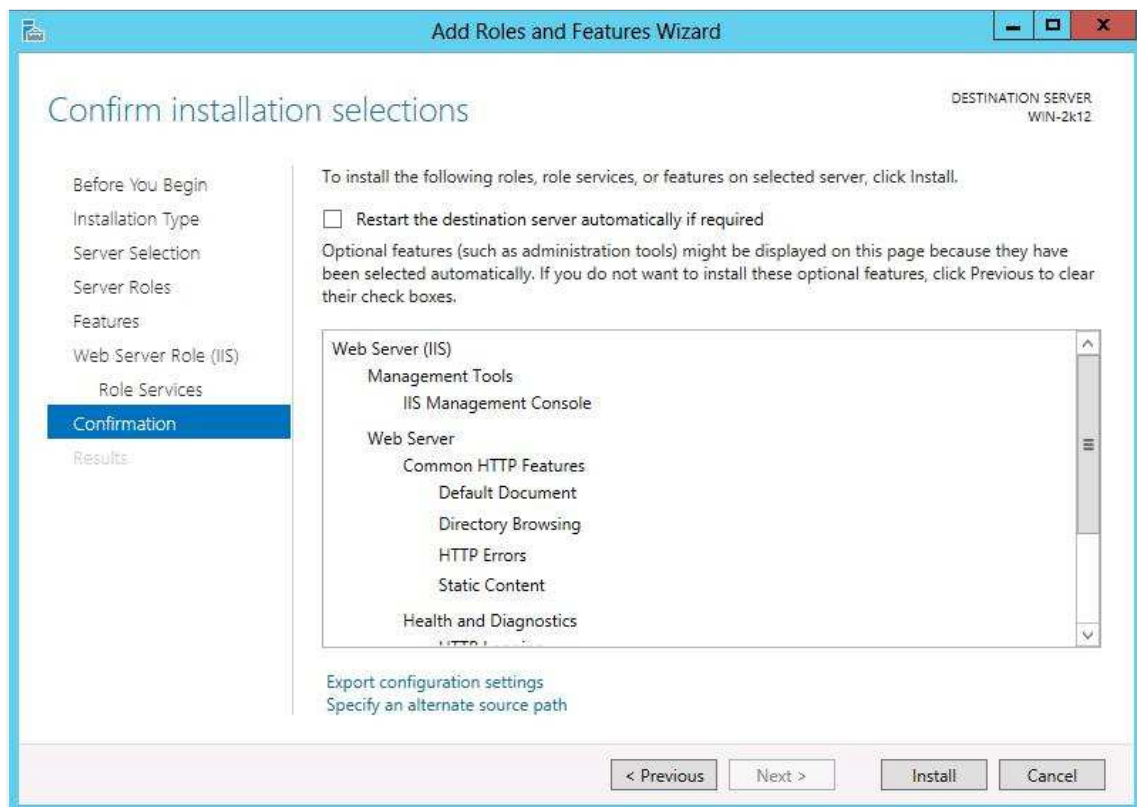 Add Roles and Features Wizard
Confirm installation selections
DESTINATION SERVER
WIN-2k12
Before You Begin
Installation Type
Server Selection
Server Roles
Features
Web Server Role (IIS)
Role Services
Confirmation
Results
To install the following roles, role services, or features on selected server, click Install.
Restart the destination server automatically if required
Optional features (such as administration tools) might be displayed on this page because they have
been selected automatically. If you do not want to install these optional features, click Previous to clear
their check boxes.
Web Server (IIS)
Management Tools
IIS Management Console
Web Server
Common HTTP Features
Default Document
Directory Browsing
HTTP Errors
Static Content
Health and Diagnostics
Export configuration settings
Specify an alternate source path
< Previous
Next >
Install
Cancel